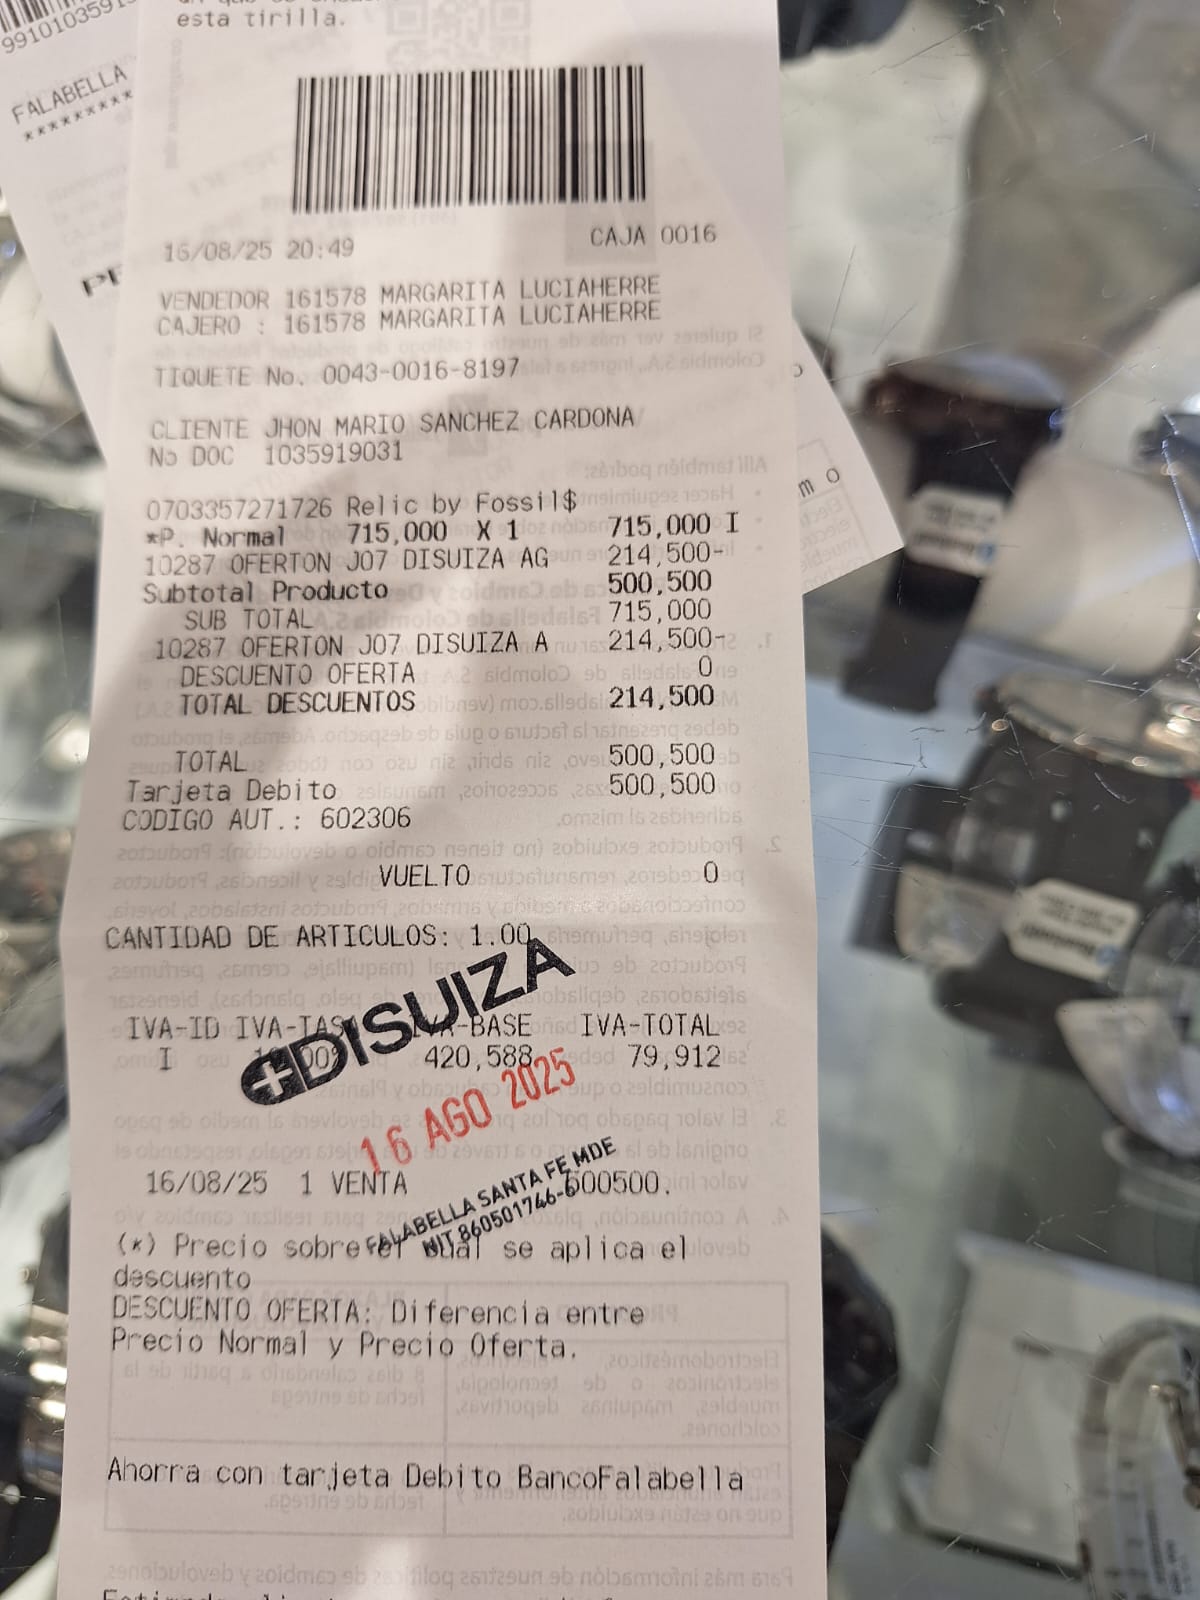 esta tirilla.
FALABELLA
*********
16/08/25 20:49 CAJA 0016
VENDEDOR 161578 MARGARITA LUCIAHERRE
CAJERO : 161578 MARGARITA LUCIAHERRE
TIQUETE No. 0043-0016-8197
CLIENTE JHON MARIO SANCHEZ CARDONA
No DOC 1035919031
0703357271726 Relic by Fossil$
*P. Normal 715,000 X 1 715,000 I
10287 OFERTON J07 DISUIZA AG 214,500-
Subtotal Producto 500,500
SUB TOTAL 715,000
10287 OFERTON J07 DISUIZA A 214,500-
DESCUENTO OFERTA 0
TOTAL DESCUENTOS 214,500
TOTAL 500,500
Tarjeta Debito 500,500
CODIGO AUT.: 602306
VUELTO 0
CANTIDAD DE ARTICULOS: 1.00
DISUIZA
IVA-ID IVA-TASA IVA-BASE IVA-TOTAL
I 420,588 79,912
16 AGO 2025
16/08/25 1 VENTA 500500.
FALABELLA SANTA FE MDE
NIT 860501746-6
(*) Precio sobre el cual se aplica el
descuento
DESCUENTO OFERTA: Diferencia entre
Precio Normal y Precio Oferta.
Ahorra con tarjeta Debito BancoFalabella